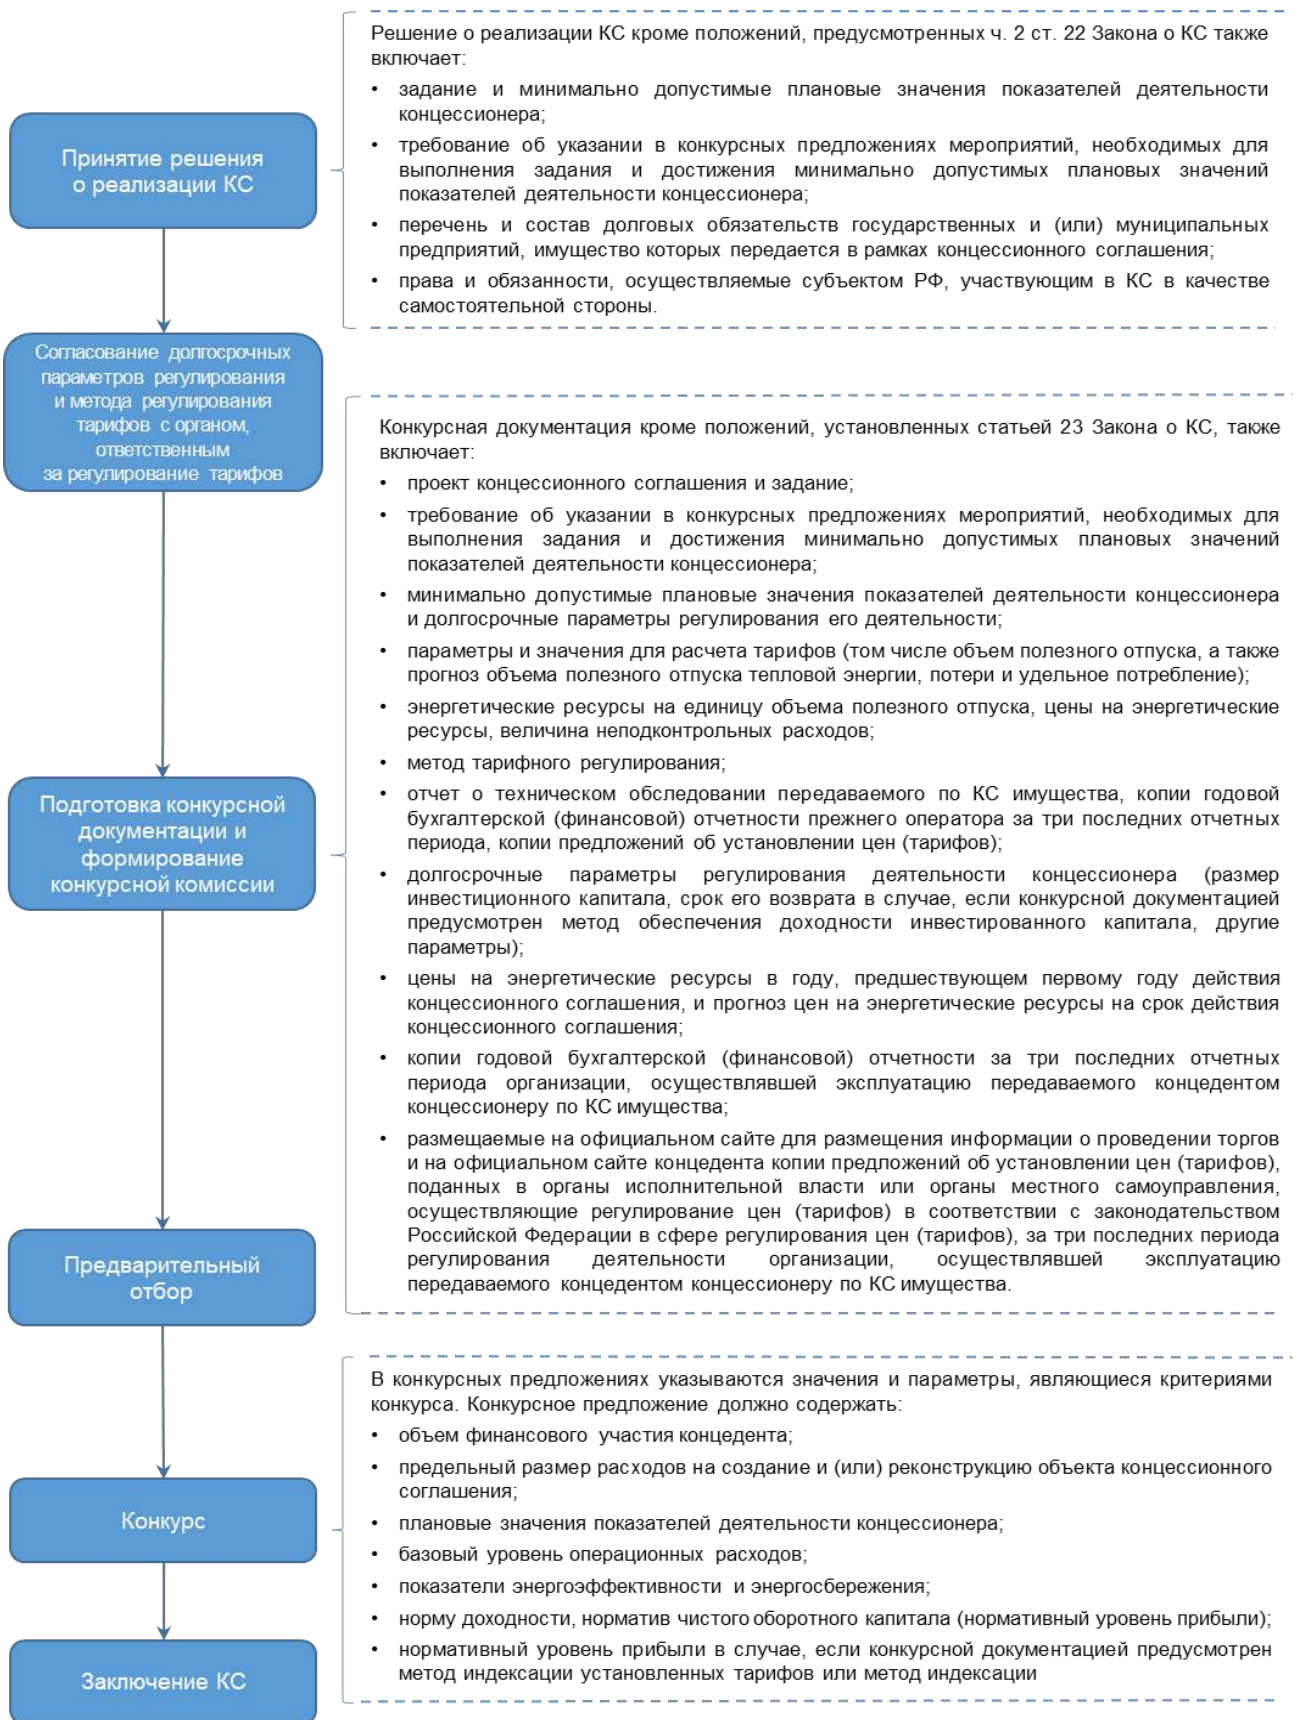 Решение о реализации КС кроме положений, предусмотренных ч. 2 ст. 22 Закона о КС также
включает:
• задание и минимально допустимые плановые значения показателей деятельности
концессионера;
• требование об указании в конкурсных предложениях мероприятий, необходимых для
выполнения задания и достижения минимально допустимых плановых значений
показателей деятельности концессионера;
• перечень и состав долговых обязательств государственных и (или) муниципальных
предприятий, имущество которых передается в рамках концессионного соглашения;
• права и обязанности, осуществляемые субъектом РФ, участвующим в КС в качестве
самостоятельной стороны.
Принятие решения
о реализации КС
Согласование долгосрочных
параметров регулирования
и метода регулирования
тарифов с органом,
ответственным
за регулирование тарифов
Конкурсная документация кроме положений, установленных статьей 23 Закона о КС, также
включает:
• проект концессионного соглашения и задание;
• требование об указании в конкурсных предложениях мероприятий, необходимых для
выполнения задания и достижения минимально допустимых плановых значений
показателей деятельности концессионера;
• минимально допустимые плановые значения показателей деятельности концессионера
и долгосрочные параметры регулирования его деятельности;
• параметры и значения для расчета тарифов (том числе объем полезного отпуска, а также
прогноз объема полезного отпуска тепловой энергии, потери и удельное потребление);
• энергетические ресурсы на единицу объема полезного отпуска, цены на энергетические
ресурсы, величина неподконтрольных расходов;
• метод тарифного регулирования;
• отчет о техническом обследовании передаваемого по КС имущества, копии годовой
бухгалтерской (финансовой) отчетности прежнего оператора за три последних отчетных
периода, копии предложений об установлении цен (тарифов);
• долгосрочные параметры регулирования деятельности концессионера (размер
инвестиционного капитала, срок его возврата в случае, если конкурсной документацией
предусмотрен метод обеспечения доходности инвестированного капитала, другие
параметры);
• цены на энергетические ресурсы в году, предшествующем первому году действия
концессионного соглашения, и прогноз цен на энергетические ресурсы на срок действия
концессионного соглашения;
• копии годовой бухгалтерской (финансовой) отчетности за три последних отчетных
периода организации, осуществлявшей эксплуатацию передаваемого концедентом
концессионеру по КС имущества;
• размещаемые на официальном сайте для размещения информации о проведении торгов
и на официальном сайте концедента копии предложений об установлении цен (тарифов),
поданных в органы исполнительной власти или органы местного самоуправления,
осуществляющие регулирование цен (тарифов) в соответствии с законодательством
Российской Федерации в сфере регулирования цен (тарифов), за три последних периода
регулирования деятельности организации, осуществлявшей эксплуатацию
передаваемого концедентом концессионеру по КС имущества.
Подготовка конкурсной
документации и
формирование
конкурсной комиссии
Предварительный
отбор
В конкурсных предложениях указываются значения и параметры, являющиеся критериями
конкурса. Конкурсное предложение должно содержать:
• объем финансового участия концедента;
• предельный размер расходов на создание и (или) реконструкцию объекта концессионного
соглашения;
• плановые значения показателей деятельности концессионера;
• базовый уровень операционных расходов;
• показатели энергоэффективности и энергосбережения;
• норму доходности, норматив чистого оборотного капитала (нормативный уровень прибыли);
• нормативный уровень прибыли в случае, если конкурсной документацией предусмотрен
метод индексации установленных тарифов или метод индексации
Конкурс
Заключение КС